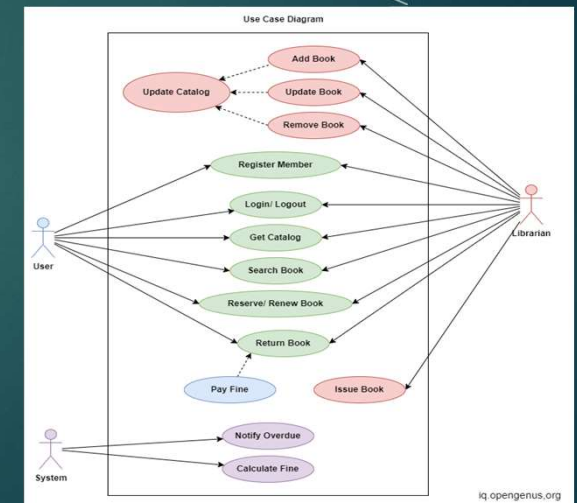 Use Case Diagram
Add Book
Update Catalog
Update Book
Remove Book
Register Member
Login/ Logout
Librarian
Get Catalog
User
Search Book
Reserve/ Renew Book
Return Book
Pay Fine
Issue Book
Notify Overdue
Calculate Fine
System
iq.opengenus.org